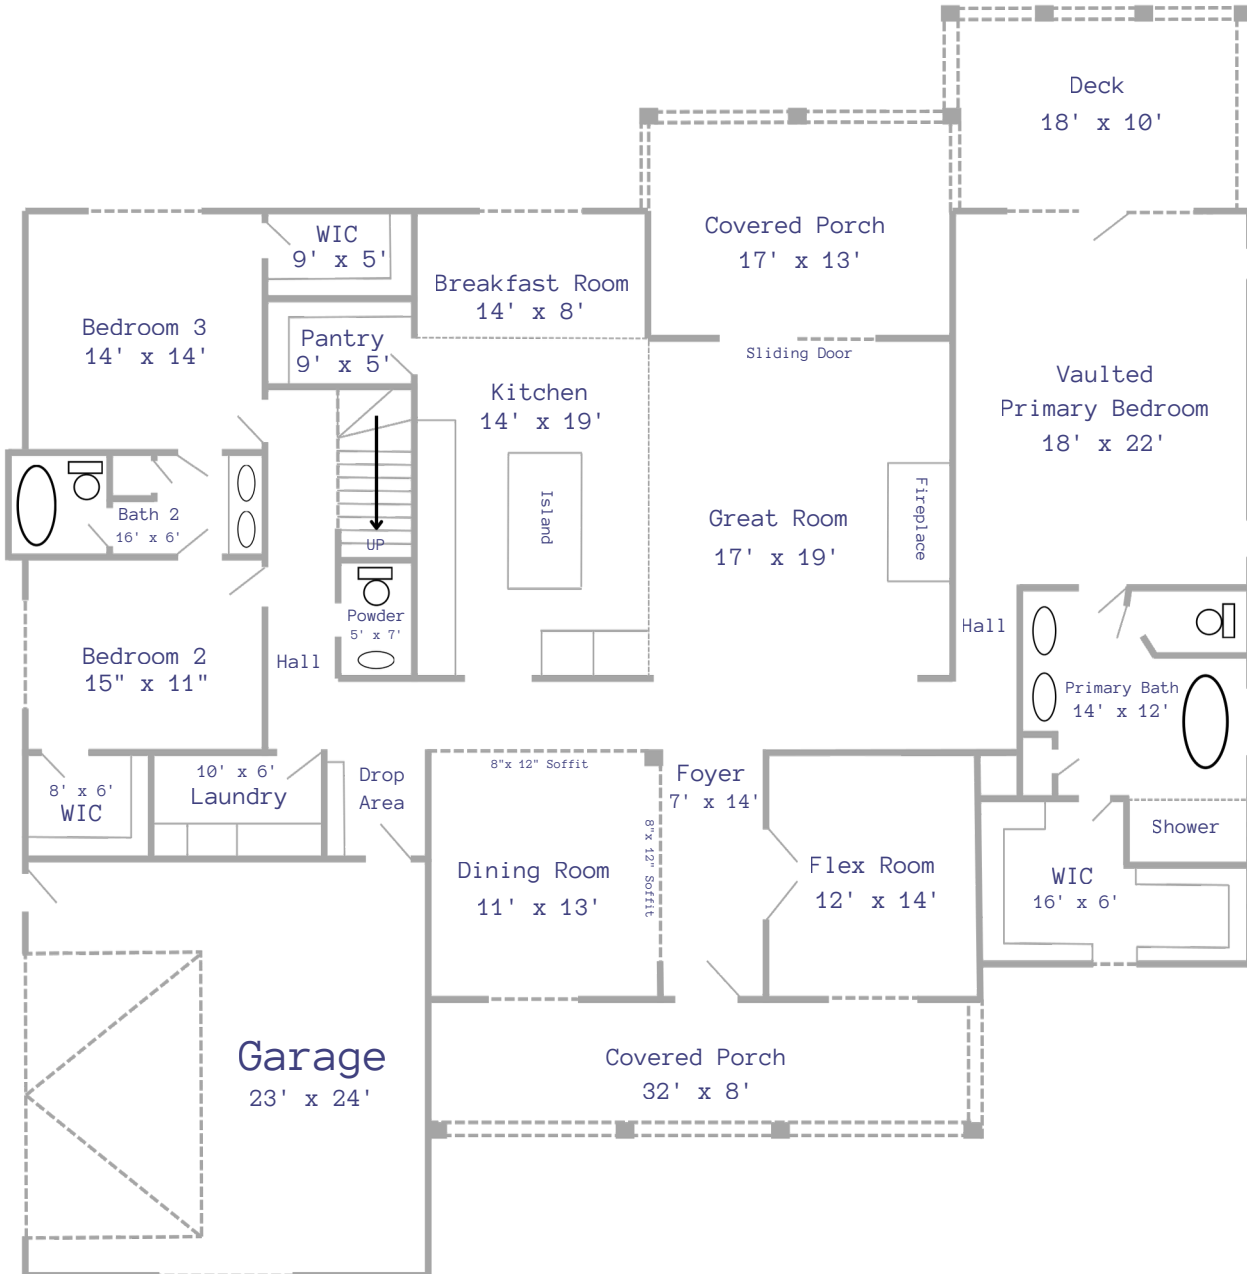 Deck
18' x 10'
Covered Porch
17' x 13'
WIC
9' x 5'
Breakfast Room
14' x 8'
Bedroom 3
14' x 14'
Pantry
9' x 5'
Sliding Door
Kitchen
14' x 19'
Vaulted
Primary Bedroom
18' x 22'
Island
Fireplace
Great Room
17' x 19'
Bath 2
16' x 6'
UP
Powder
5' x 7'
Hall
Hall
Bedroom 2
15" x 11"
Primary Bath
14' x 12'
8"x 12" Soffit
10' x 6'
Laundry
Drop
Area
Foyer
7' x 14'
8' x 6'
WIC
Shower
8"x 12" Soffit
Dining Room
11' x 13'
Flex Room
12' x 14'
WIC
16' x 6'
Garage
23' x 24'
Covered Porch
32' x 8'